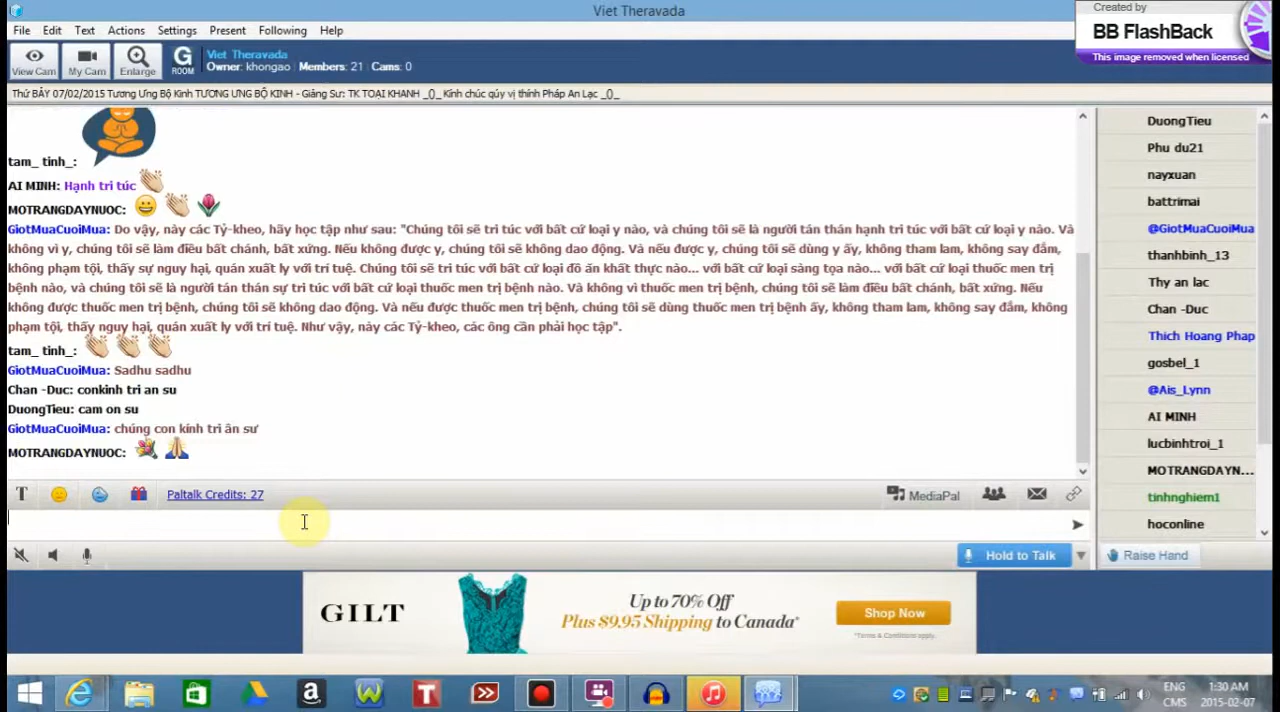 Viet Theravada
Created by
BB FlashBack
This image removed when licensed
File Edit Text Actions Settings Present Following Help
View Cam My Cam Enlarge G ROOM
Viet Theravada
Owner: khongao Members: 21 Cams: 0
Thứ BẢY 07/02/2015 Tương Ưng Bộ Kinh TƯƠNG ƯNG BỘ KINH - Giảng Sư: TK TOẠI KHANH _()_ Kính chúc qúy vị thính Pháp An Lạc _()_
tam_ tinh_:
AI MINH: Hạnh tri túc
MOTRANGDAYNUOC:
GiotMuaCuoiMua: Do vậy, này các Tỷ-kheo, hãy học tập như sau: "Chúng tôi sẽ tri túc với bất cứ loại y nào, và chúng tôi sẽ là người tán thán hạnh tri túc với bất cứ loại y nào. Và
không vì y, chúng tôi sẽ làm điều bất chánh, bất xứng. Nếu không được y, chúng tôi sẽ không dao động. Và nếu được y, chúng tôi sẽ dùng y ấy, không tham lam, không say đắm,
không phạm tội, thấy sự nguy hại, quán xuất ly với trí tuệ. Chúng tôi sẽ tri túc với bất cứ loại đồ ăn khất thực nào... với bất cứ loại sàng tọa nào... với bất cứ loại thuốc men trị
bệnh nào, và chúng tôi sẽ là người tán thán sự tri túc với bất cứ loại thuốc men trị bệnh nào. Và không vì thuốc men trị bệnh, chúng tôi sẽ làm điều bất chánh, bất xứng. Nếu
không được thuốc men trị bệnh, chúng tôi sẽ không dao động. Và nếu được thuốc men trị bệnh, chúng tôi sẽ dùng thuốc men trị bệnh ấy, không tham lam, không say đắm, không
phạm tội, thấy nguy hại, quán xuất ly với trí tuệ. Như vậy, này các Tỷ-kheo, các ông cần phải học tập".
tam_ tinh_:
GiotMuaCuoiMua: Sadhu sadhu
Chan -Duc: conkinh tri an su
DuongTieu: cam on su
GiotMuaCuoiMua: chúng con kính tri ân sư
MOTRANGDAYNUOC:
DuongTieu
Phu du21
nayxuan
battrimai
@GiotMuaCuoiMua
thanhbinh_13
Thy an lac
Chan -Duc
Thich Hoang Phap
gosbel_1
@Ais_Lynn
AI MINH
lucbinhtroi_1
MOTRANGDAYN...
tinhnghiem1
hoconline
T Paltalk Credits: 27 MediaPal
Hold to Talk Raise Hand
GILT
Up to 70% Off
Plus $9.95 Shipping to Canada*
Shop Now
*Terms & Conditions apply.
ENG
CMS
1:30 AM
2015-02-07